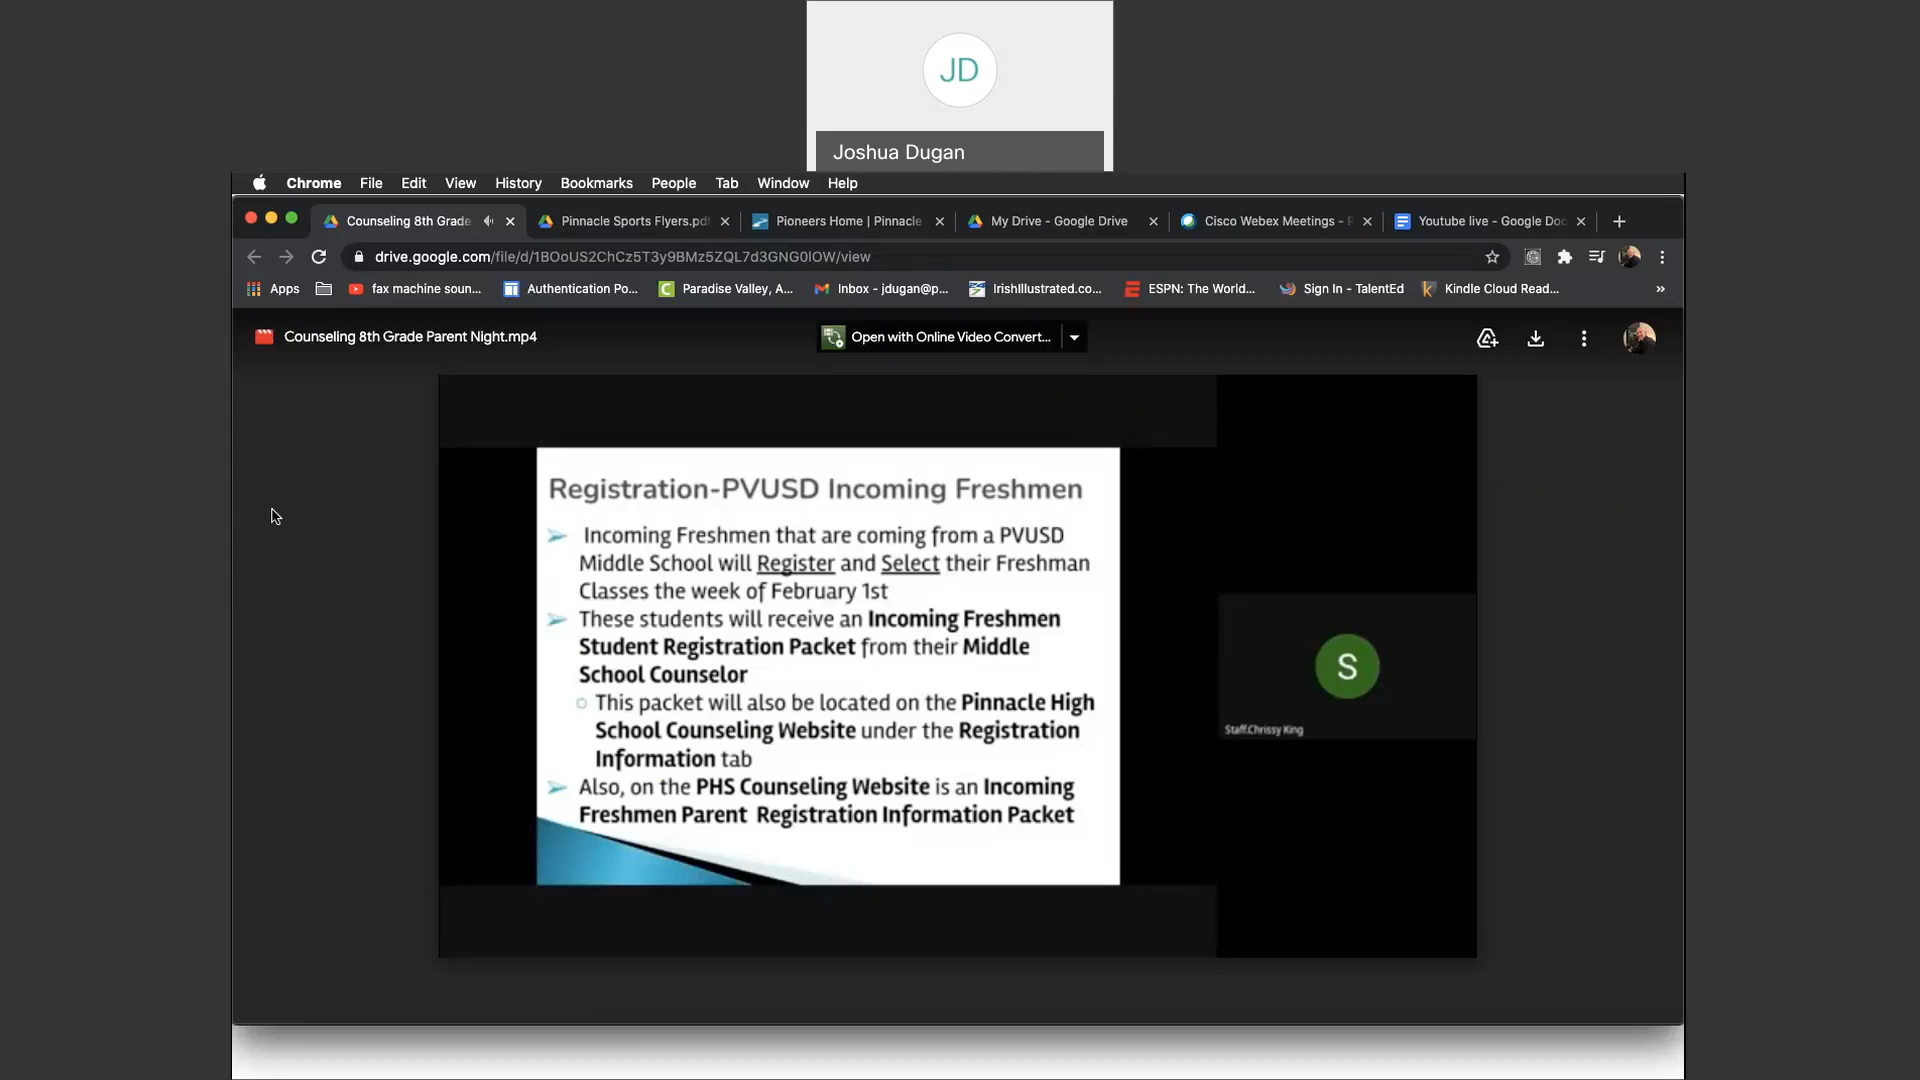 JD
Joshua Dugan
Chrome File Edit View History Bookmarks People Tab Window Help
Counseling 8th Grade Pinnacle Sports Flyers.pdf Pioneers Home | Pinnacle My Drive - Google Drive Cisco Webex Meetings - P Youtube live - Google Doc
drive.google.com/file/d/1BOoUS2ChCz5T3y9BMz5ZQL7d3GNG0lOW/view
Apps fax machine soun... Authentication Po... Paradise Valley, A... Inbox - jdugan@p... IrishIllustrated.co... ESPN: The World... Sign In - TalentEd Kindle Cloud Read... »
Counseling 8th Grade Parent Night.mp4 Open with Online Video Convert...
Registration-PVUSD Incoming Freshmen
Incoming Freshmen that are coming from a PVUSD
Middle School will Register and Select their Freshman
Classes the week of February 1st
These students will receive an Incoming Freshmen
Student Registration Packet from their Middle
School Counselor
This packet will also be located on the Pinnacle High
School Counseling Website under the Registration
Information tab
Also, on the PHS Counseling Website is an Incoming
Freshmen Parent Registration Information Packet
S
Staff.Chrissy King